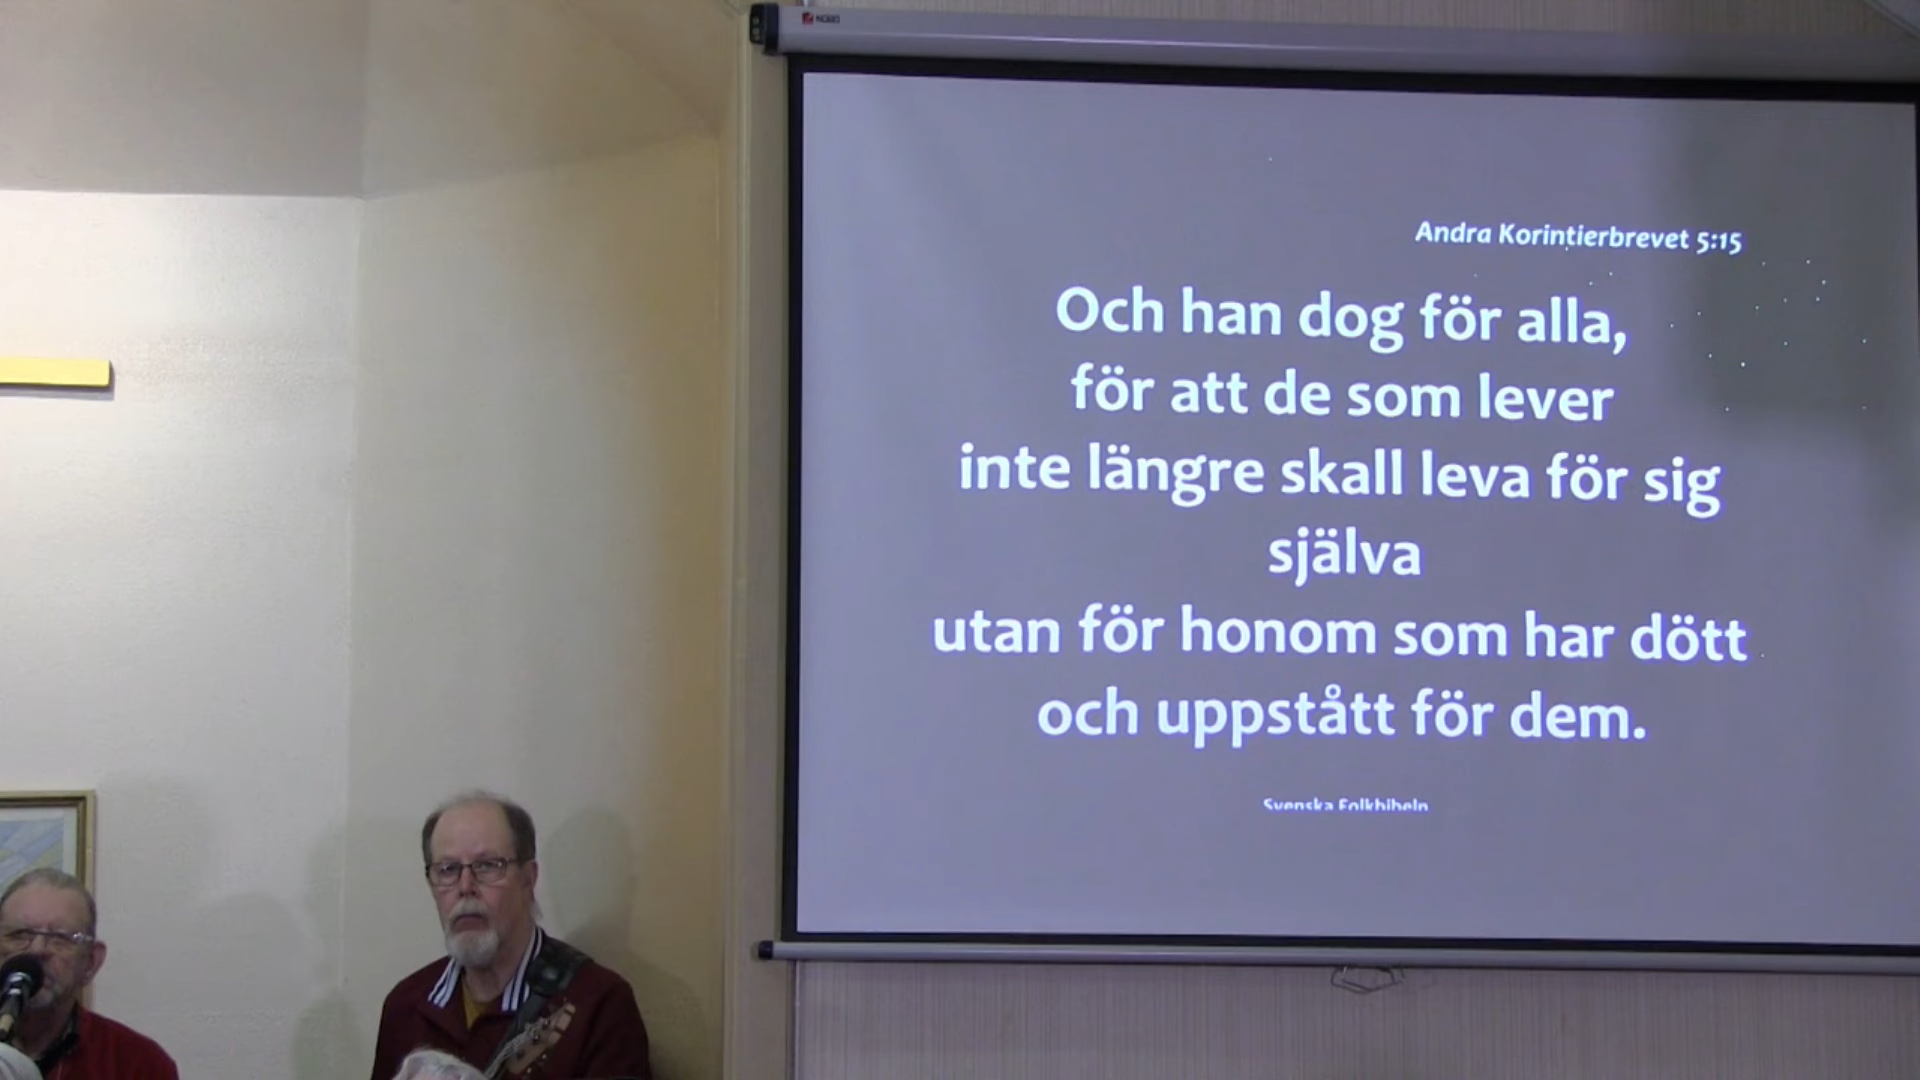 NORD
Andra Korintierbrevet 5:15
Och han dog för alla,
för att de som lever
inte längre skall leva för sig
själva
utan för honom som har dött
och uppstått för dem.
Svenska Folkbibeln